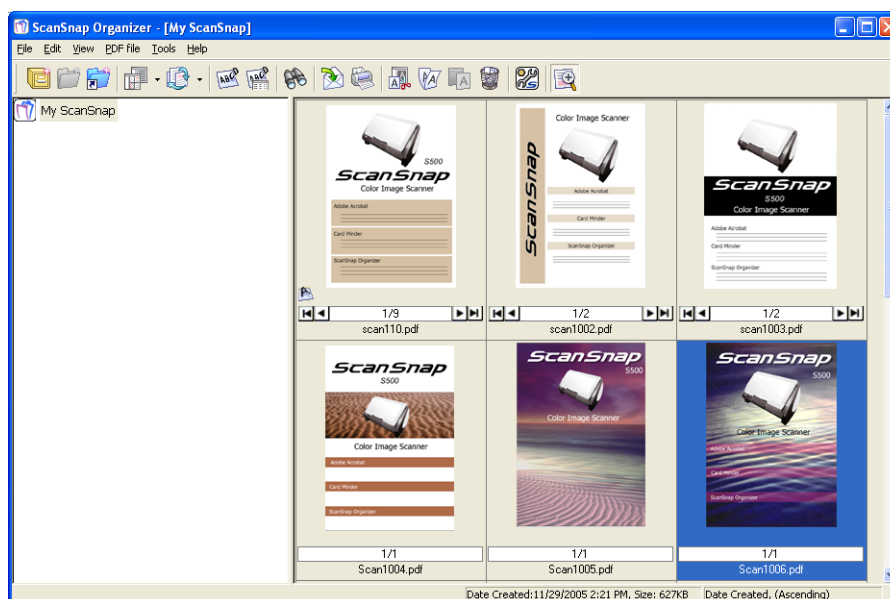 ScanSnap Organizer - [My ScanSnap]
File Edit View PDF file Tools Help
My ScanSnap
S500
ScanSnap
Color Image Scanner
Adobe Acrobat
Card Minder
ScanSnap Organizer
1/9
scan110.pdf
Color Image Scanner
ScanSnap
Adobe Acrobat
Card Minder
ScanSnap Organizer
1/2
scan1002.pdf
ScanSnap
S500
Color Image Scanner
Adobe Acrobat
Card Minder
ScanSnap Organizer
1/2
scan1003.pdf
ScanSnap
S500
Color Image Scanner
Adobe Acrobat
Card Minder
ScanSnap Organizer
1/1
Scan1004.pdf
ScanSnap
S500
Color Image Scanner
1/1
Scan1005.pdf
ScanSnap
S500
Color Image Scanner
Adobe Acrobat
Card Minder
ScanSnap Organizer
1/1
Scan1006.pdf
Date Created:11/29/2005 2:21 PM, Size: 627KB Date Created, (Ascending)